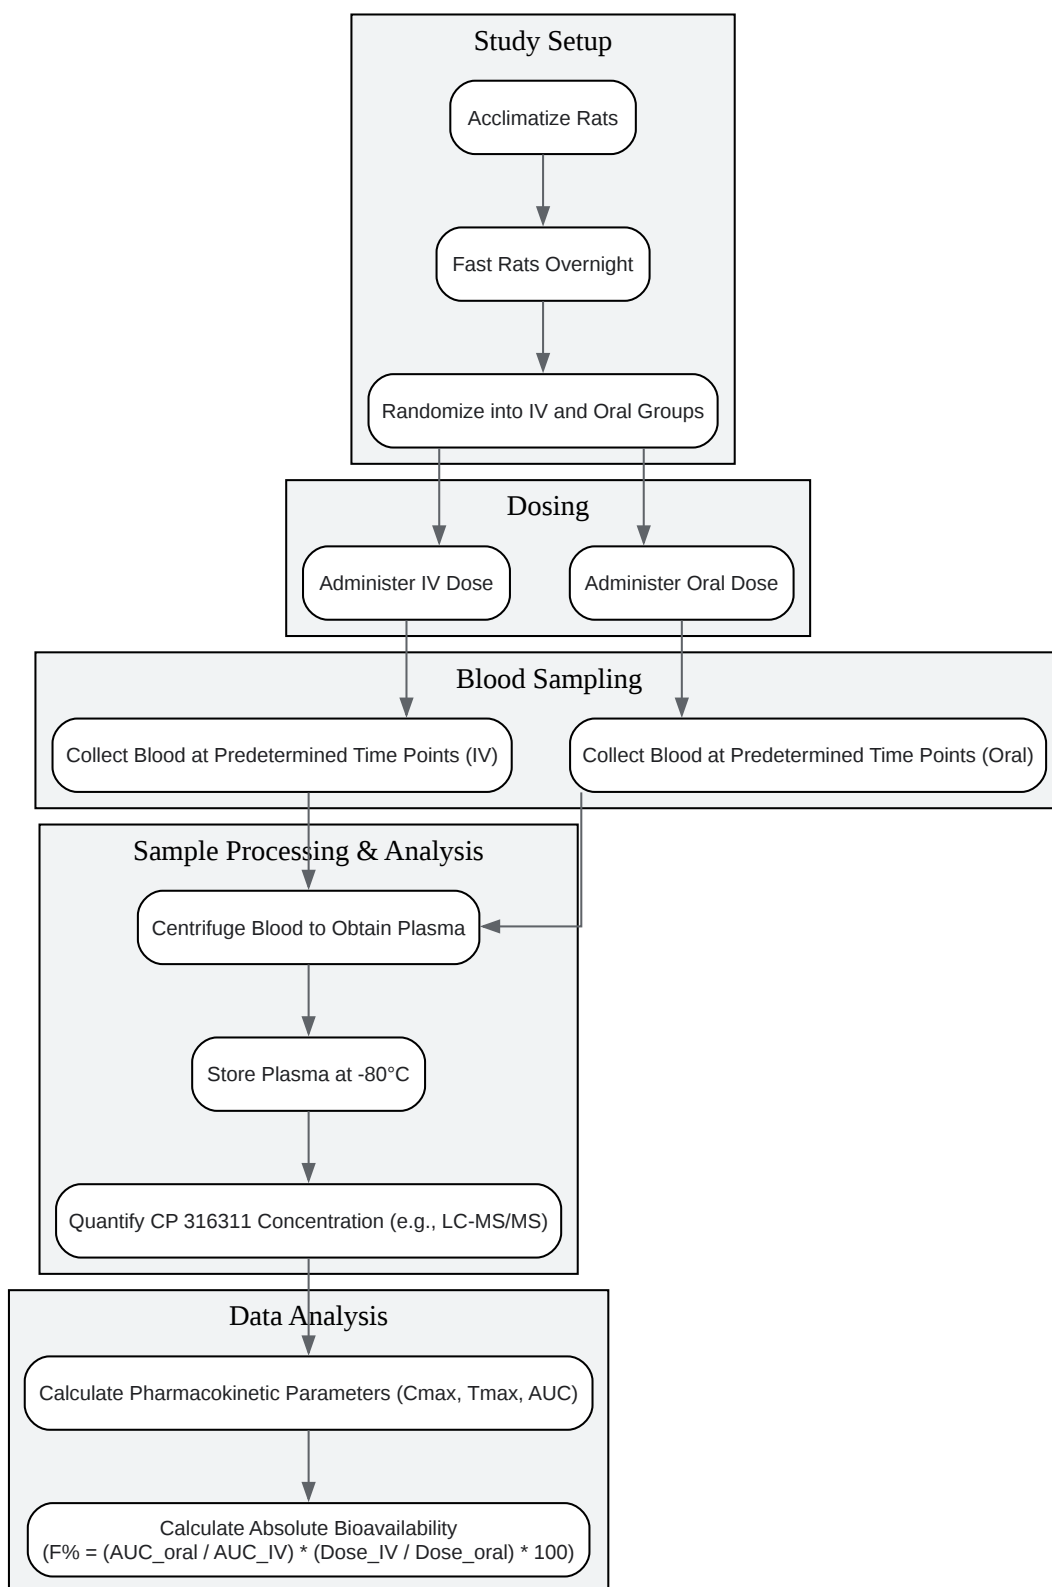 Study Setup
Acclimatize Rats
Fast Rats Overnight
Randomize into IV and Oral Groups
Dosing
Administer IV Dose
Administer Oral Dose
Blood Sampling
Collect Blood at Predetermined Time Points (IV)
Collect Blood at Predetermined Time Points (Oral)
Sample Processing & Analysis
Centrifuge Blood to Obtain Plasma
Store Plasma at -80°C
Quantify CP 316311 Concentration (e.g., LC-MS/MS)
Data Analysis
Calculate Pharmacokinetic Parameters (Cmax, Tmax, AUC)
Calculate Absolute Bioavailability
(F% = (AUC_oral / AUC_IV) * (Dose_IV / Dose_oral) * 100)